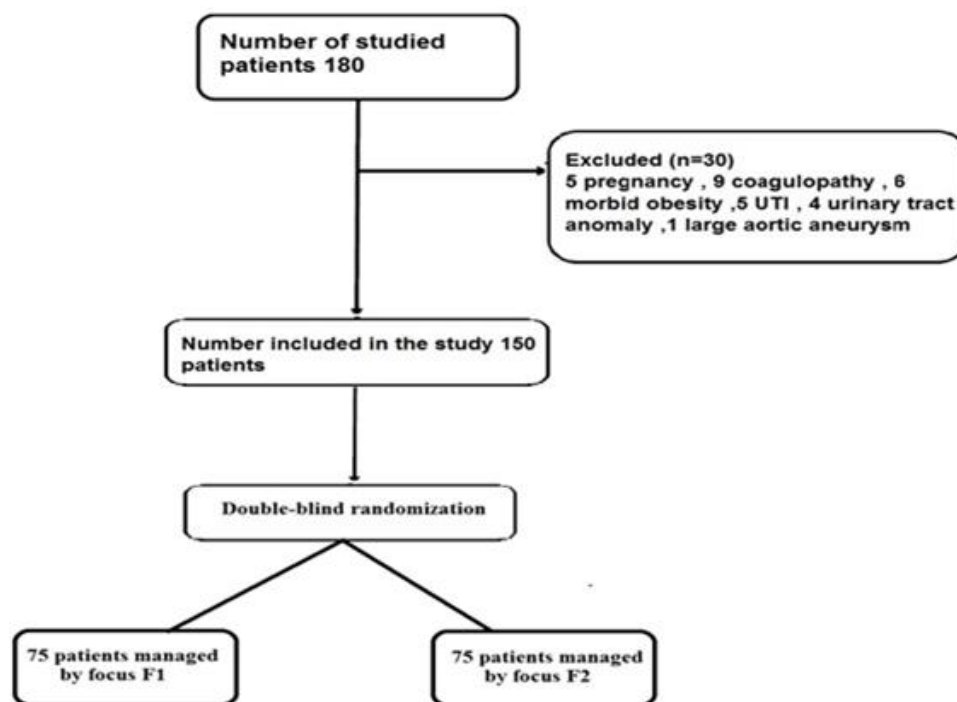 Number of studied
patients 180
Excluded (n=30)
5 pregnancy , 9 coagulopathy , 6
morbid obesity ,5 UTI , 4 urinary tract
anomaly ,1 large aortic aneurysm
Number included in the study 150
patients
Double-blind randomization
75 patients managed
by focus F1
75 patients managed
by focus F2